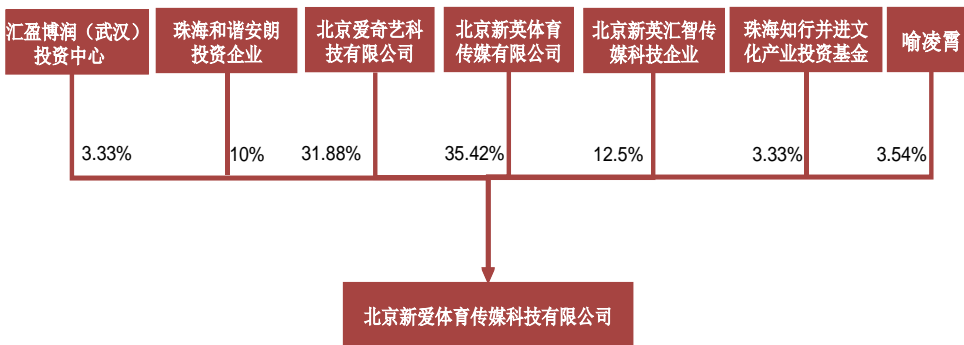 汇盈博润（武汉）
投资中心
珠海和谐安朗
投资企业
北京爱奇艺科
技有限公司
北京新英体育
传媒有限公司
北京新英汇智传
媒科技企业
珠海知行并进文
化产业投资基金
喻凌霄
3.33%
10%
31.88%
35.42%
12.5%
3.33%
3.54%
北京新爱体育传媒科技有限公司